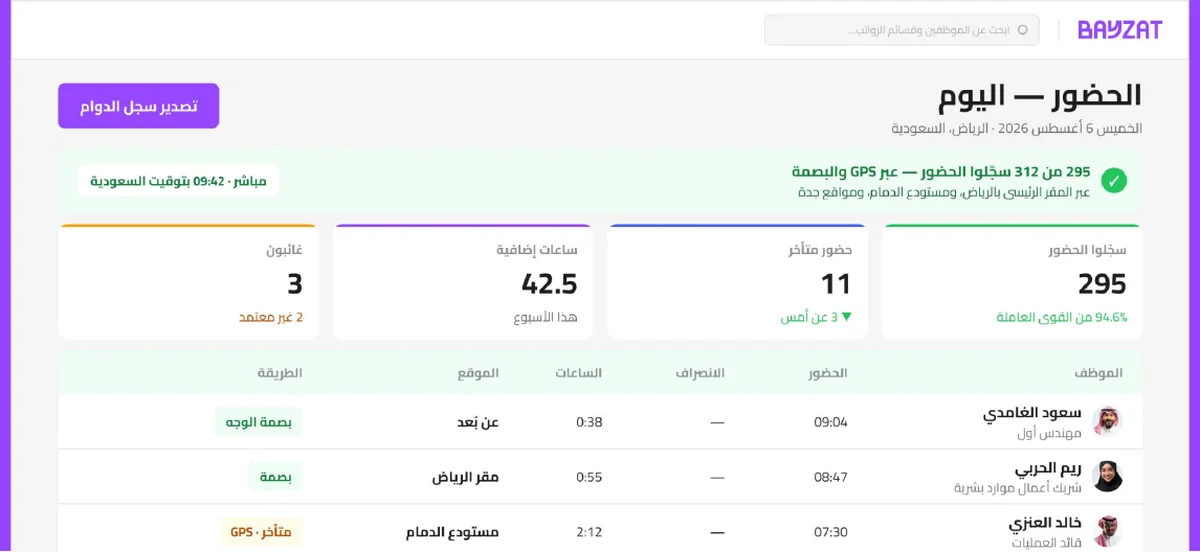 BAYZAT
ابحث عن الموظفين وقسائم الرواتب...
الحضور — اليوم
الخميس 6 أغسطس 2026 · الرياض، السعودية
تصدير سجل الدوام
295 من 312 سجّلوا الحضور — عبر GPS والبصمة
عبر المقر الرئيسي بالرياض، ومستودع الدمام، ومواقع جدة
مباشر · 09:42 بتوقيت السعودية
سجّلوا الحضور
295
94.6% من القوى العاملة
حضور متأخر
11
▼ 3 عن أمس
ساعات إضافية
42.5
هذا الأسبوع
غائبون
3
2 غير معتمد
الموظف الحضور الانصراف الساعات الموقع الطريقة
سعود الغامدي
مهندس أول
09:04 — 0:38 عن بُعد بصمة الوجه
ريم الحربي
شريك أعمال موارد بشرية
08:47 — 0:55 مقر الرياض بصمة
خالد العنزي
قائد العمليات
07:30 — 2:12 مستودع الدمام متأخر · GPS